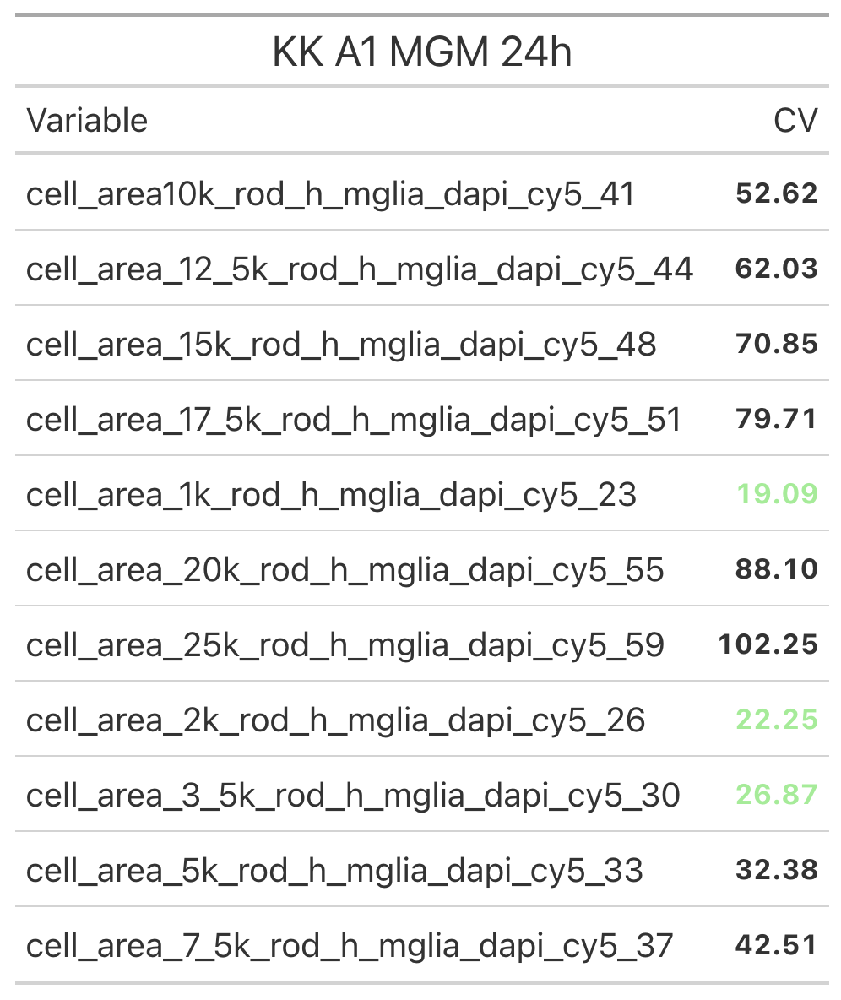 KK A1 MGM 24h
Variable CV
cell_area10k_rod_h_mglia_dapi_cy5_41 52.62
cell_area_12_5k_rod_h_mglia_dapi_cy5_44 62.03
cell_area_15k_rod_h_mglia_dapi_cy5_48 70.85
cell_area_17_5k_rod_h_mglia_dapi_cy5_51 79.71
cell_area_1k_rod_h_mglia_dapi_cy5_23 19.09
cell_area_20k_rod_h_mglia_dapi_cy5_55 88.10
cell_area_25k_rod_h_mglia_dapi_cy5_59 102.25
cell_area_2k_rod_h_mglia_dapi_cy5_26 22.25
cell_area_3_5k_rod_h_mglia_dapi_cy5_30 26.87
cell_area_5k_rod_h_mglia_dapi_cy5_33 32.38
cell_area_7_5k_rod_h_mglia_dapi_cy5_37 42.51